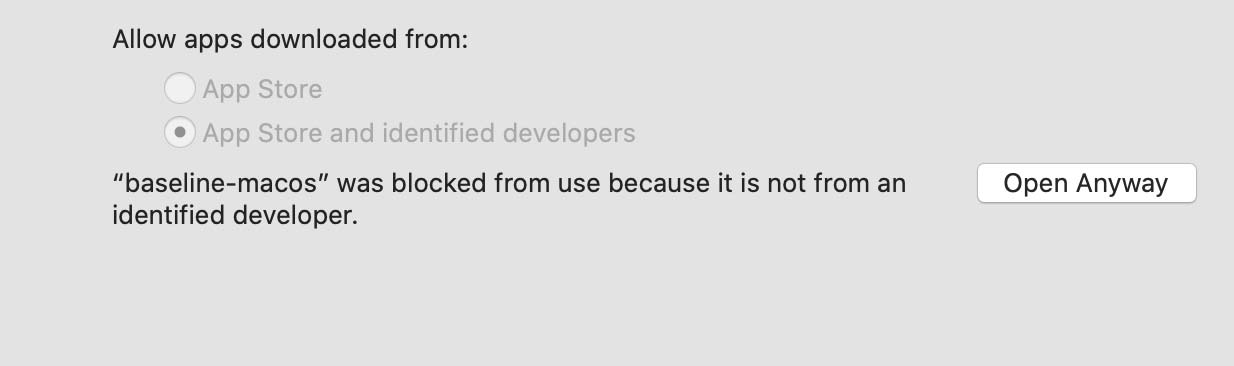 Allow apps downloaded from:
App Store
App Store and identified developers
“baseline-macos” was blocked from use because it is not from an
identified developer.
Open Anyway